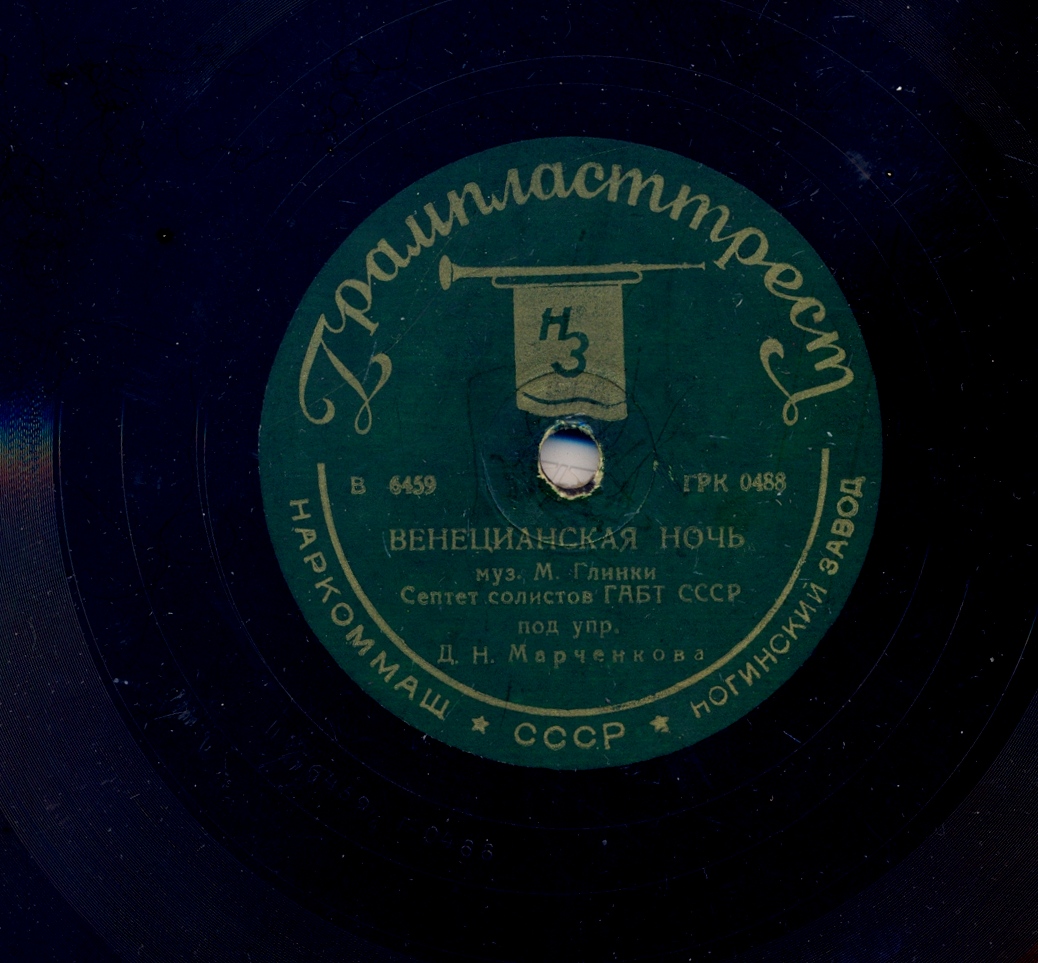 Грампласттрест
НЗ
В 6459
ГРК 0488
ВЕНЕЦИАНСКАЯ НОЧЬ
муз. М. Глинки
Септет солистов ГАБТ СССР
под упр.
Д. Н. Марченкова
НАРКОММАШ ★ СССР ★ НОГИНСКИЙ ЗАВОД